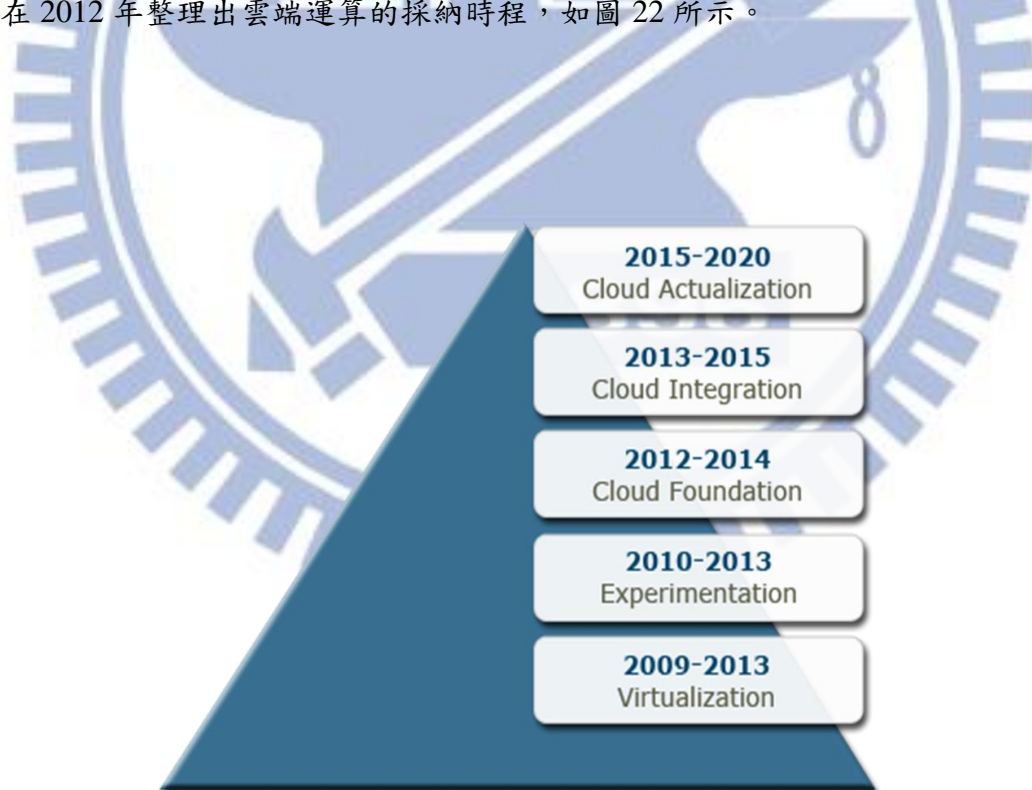 在 2012 年整理出雲端運算的採納時程，如圖 22 所示。
2015-2020
Cloud Actualization
2013-2015
Cloud Integration
2012-2014
Cloud Foundation
2010-2013
Experimentation
2009-2013
Virtualization